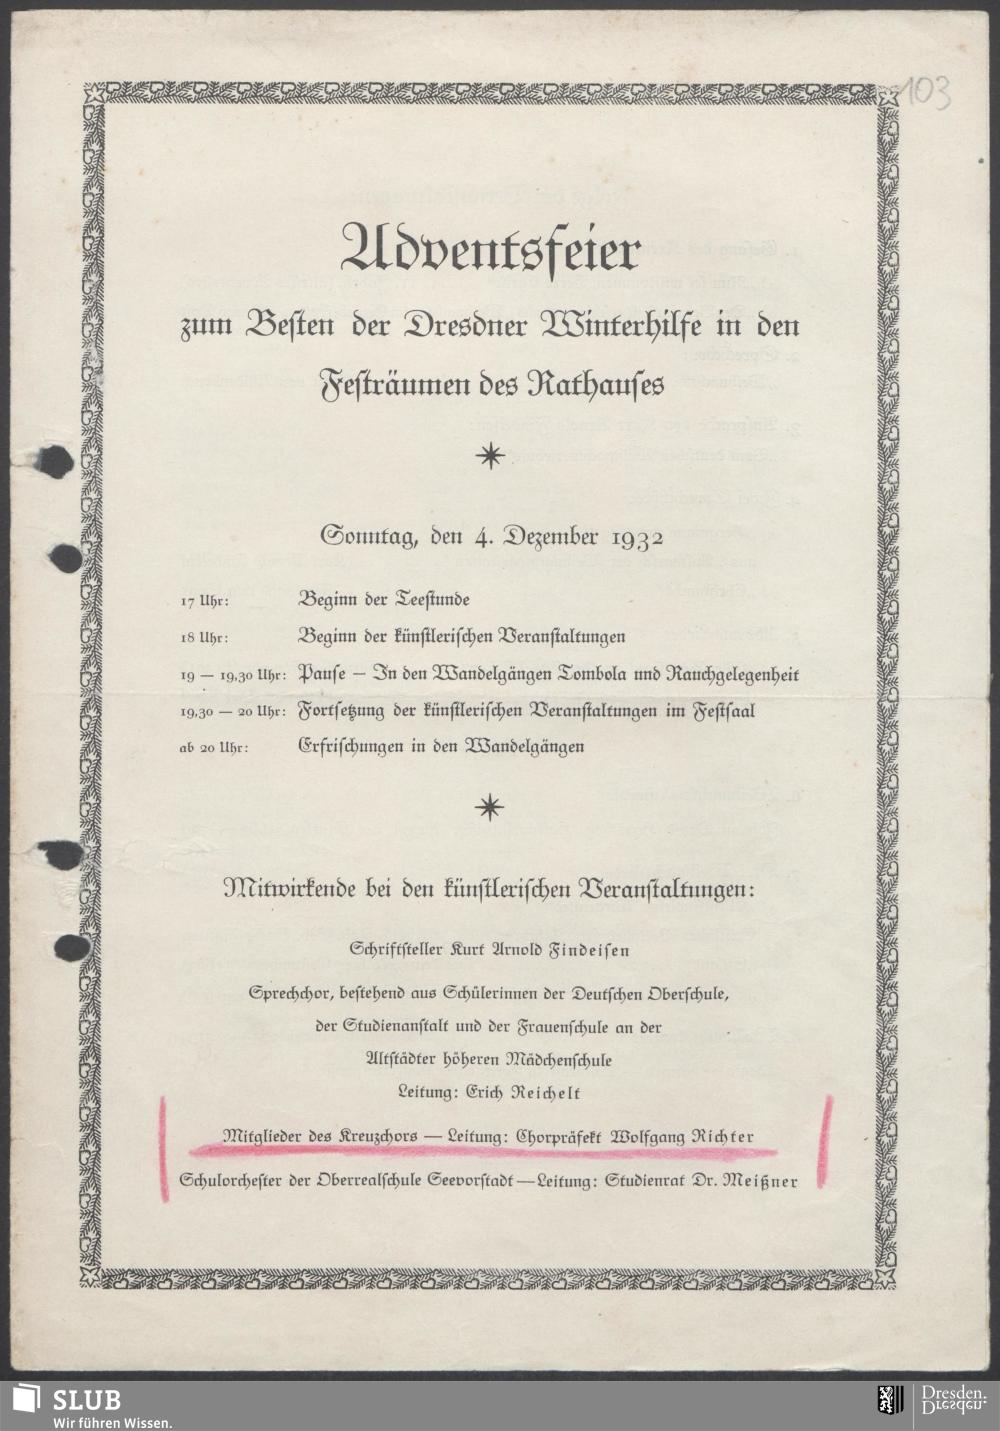 103
Adventsfeier
zum Besten der Dresdner Winterhilfe in den
Festräumen des Rathauses
Sonntag, den 4. Dezember 1932
17 Uhr: Beginn der Teestunde
18 Uhr: Beginn der künstlerischen Veranstaltungen
19 — 19,30 Uhr: Pause — In den Wandelgängen Tombola und Rauchgelegenheit
19,30 — 20 Uhr: Fortsetzung der künstlerischen Veranstaltungen im Festsaal
ab 20 Uhr: Erfrischungen in den Wandelgängen
Mitwirkende bei den künstlerischen Veranstaltungen:
Schriftsteller Kurt Arnold Findeisen
Sprechchor, bestehend aus Schülerinnen der Deutschen Oberschule,
der Studienanstalt und der Frauenschule an der
Altstädter höheren Mädchenschule
Leitung: Erich Reichelt
Mitglieder des Kreuzchors — Leitung: Chorpräfekt Wolfgang Richter
Schulorchester der Oberrealschule Seevorstadt — Leitung: Studienrat Dr. Meißner
SLUB
Wir führen Wissen.
Dresden.
Dresden.